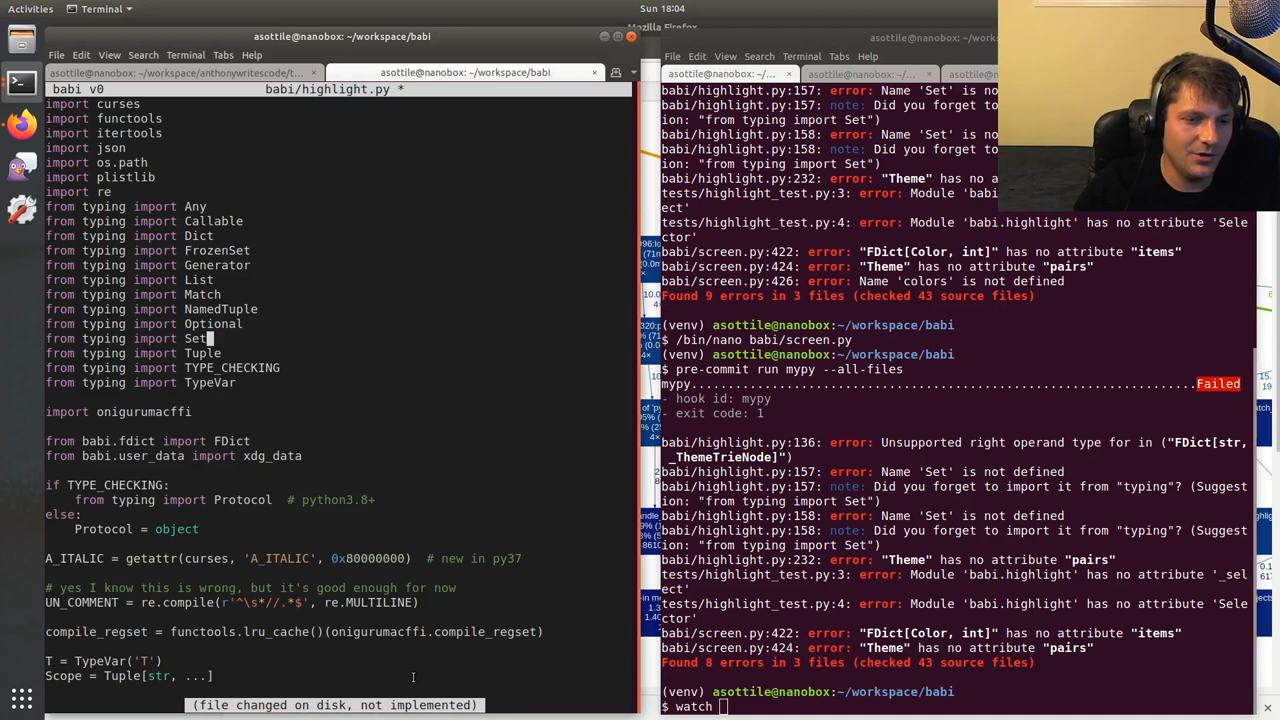 Activities
Terminal
Sun 18:04
asottile@nanobox: ~/workspace/babi
File Edit View Search Terminal Tabs Help
asottile@nanobox: ~/workspace/anthonywritescode/t...
asottile@nanobox: ~/workspace/babi
babi v0
babi/highlight.py *
import curses
import functools
import itertools
import json
import os.path
import plistlib
import re
from typing import Any
from typing import Callable
from typing import Dict
from typing import FrozenSet
from typing import Generator
from typing import List
from typing import Match
from typing import NamedTuple
from typing import Optional
from typing import Set
from typing import Tuple
from typing import TYPE_CHECKING
from typing import TypeVar
import onigurumacffi
from babi.fdict import FDict
from babi.user_data import xdg_data
if TYPE_CHECKING:
from typing import Protocol  # python3.8+
else:
Protocol = object
A_ITALIC = getattr(curses, 'A_ITALIC', 0x80000000)  # new in py37
# yes I know this is wrong, but it's good enough for now
UN_COMMENT = re.compile(r'^\s*//.*$', re.MULTILINE)
compile_regset = functools.lru_cache()(onigurumacffi.compile_regset)
T = TypeVar('T')
Scope = Tuple[str, ...]
(file changed on disk, not implemented)
Mozilla Firefox
asottile@nanobox: ~/works
File Edit View Search Terminal Tabs Help
asottile@nanobox: ~/...
asottile@nanobox: ~/...
babi/highlight.py:157: error: Name 'Set' is no
babi/highlight.py:157: note: Did you forget to
ion: "from typing import Set")
babi/highlight.py:158: error: Name 'Set' is no
babi/highlight.py:158: note: Did you forget to
ion: "from typing import Set")
babi/highlight.py:232: error: "Theme" has no a
tests/highlight_test.py:3: error: Module 'babi
ect'
tests/highlight_test.py:4: error: Module 'babi.highlight' has no attribute 'Sele
ctor'
babi/screen.py:422: error: "FDict[Color, int]" has no attribute "items"
babi/screen.py:424: error: "Theme" has no attribute "pairs"
babi/screen.py:426: error: Name 'colors' is not defined
Found 9 errors in 3 files (checked 43 source files)
(venv) asottile@nanobox:~/workspace/babi
$ /bin/nano babi/screen.py
(venv) asottile@nanobox:~/workspace/babi
$ pre-commit run mypy --all-files
mypy.....................................................................Failed
- hook id: mypy
- exit code: 1
babi/highlight.py:136: error: Unsupported right operand type for in ("FDict[str,
_ThemeTrieNode]")
babi/highlight.py:157: error: Name 'Set' is not defined
babi/highlight.py:157: note: Did you forget to import it from "typing"? (Suggest
ion: "from typing import Set")
babi/highlight.py:158: error: Name 'Set' is not defined
babi/highlight.py:158: note: Did you forget to import it from "typing"? (Suggest
ion: "from typing import Set")
babi/highlight.py:232: error: "Theme" has no attribute "pairs"
tests/highlight_test.py:3: error: Module 'babi.highlight' has no attribute '_sel
ect'
tests/highlight_test.py:4: error: Module 'babi.highlight' has no attribute 'Sele
ctor'
babi/screen.py:422: error: "FDict[Color, int]" has no attribute "items"
babi/screen.py:424: error: "Theme" has no attribute "pairs"
Found 8 errors in 3 files (checked 43 source files)
(venv) asottile@nanobox:~/workspace/babi
$ watch